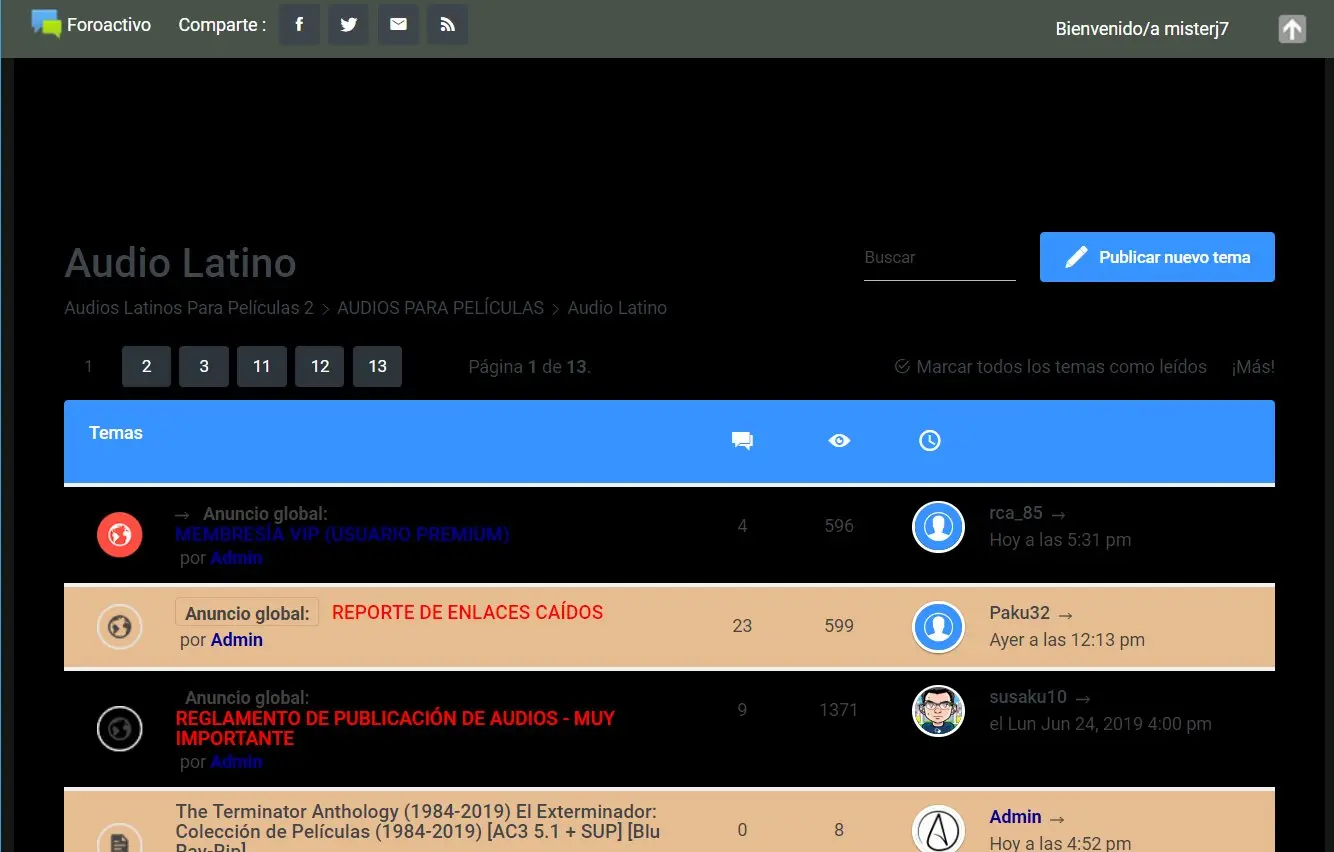 Foroactivo Comparte : Bienvenido/a misterj7
Audio Latino
Buscar
Publicar nuevo tema
Audios Latinos Para Películas 2 > AUDIOS PARA PELÍCULAS > Audio Latino
1 2 3 11 12 13 Página 1 de 13. Marcar todos los temas como leídos ¡Más!
Temas
→ Anuncio global:
MEMBRESÍA VIP (USUARIO PREMIUM)
por Admin
4 596
rca_85 →
Hoy a las 5:31 pm
Anuncio global: REPORTE DE ENLACES CAÍDOS
por Admin
23 599
Paku32 →
Ayer a las 12:13 pm
Anuncio global:
REGLAMENTO DE PUBLICACIÓN DE AUDIOS - MUY
IMPORTANTE
por Admin
9 1371
susaku10 →
el Lun Jun 24, 2019 4:00 pm
The Terminator Anthology (1984-2019) El Exterminador:
Colección de Películas (1984-2019) [AC3 5.1 + SUP] [Blu
Ray-Rip]
0 8
Admin →
Hoy a las 4:52 pm